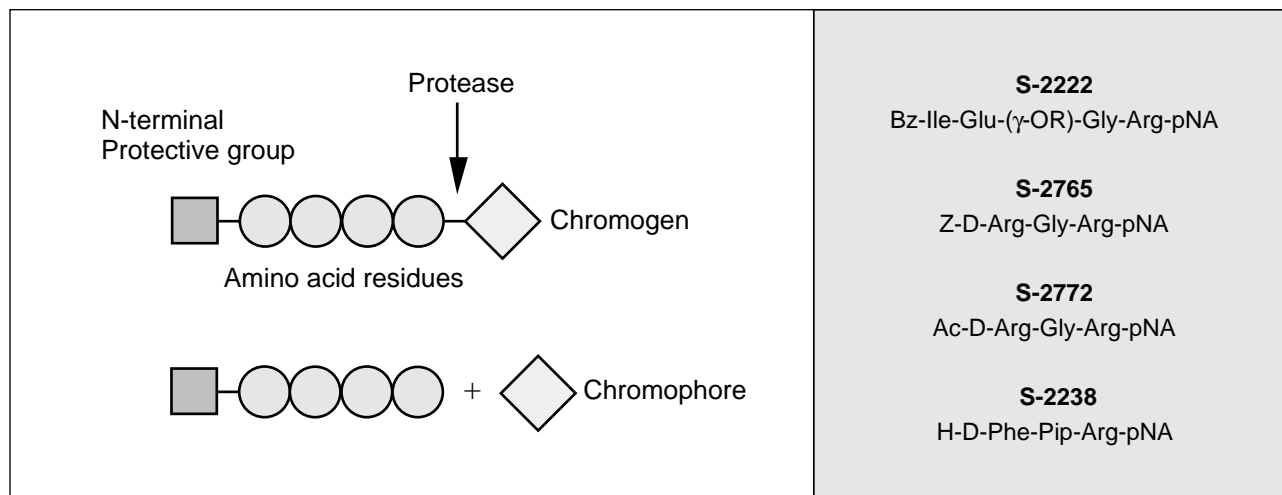 Protease
N-terminal
Protective group
Chromogen
Amino acid residues
+
Chromophore
S-2222
Bz-Ile-Glu-(γ-OR)-Gly-Arg-pNA
S-2765
Z-D-Arg-Gly-Arg-pNA
S-2772
Ac-D-Arg-Gly-Arg-pNA
S-2238
H-D-Phe-Pip-Arg-pNA